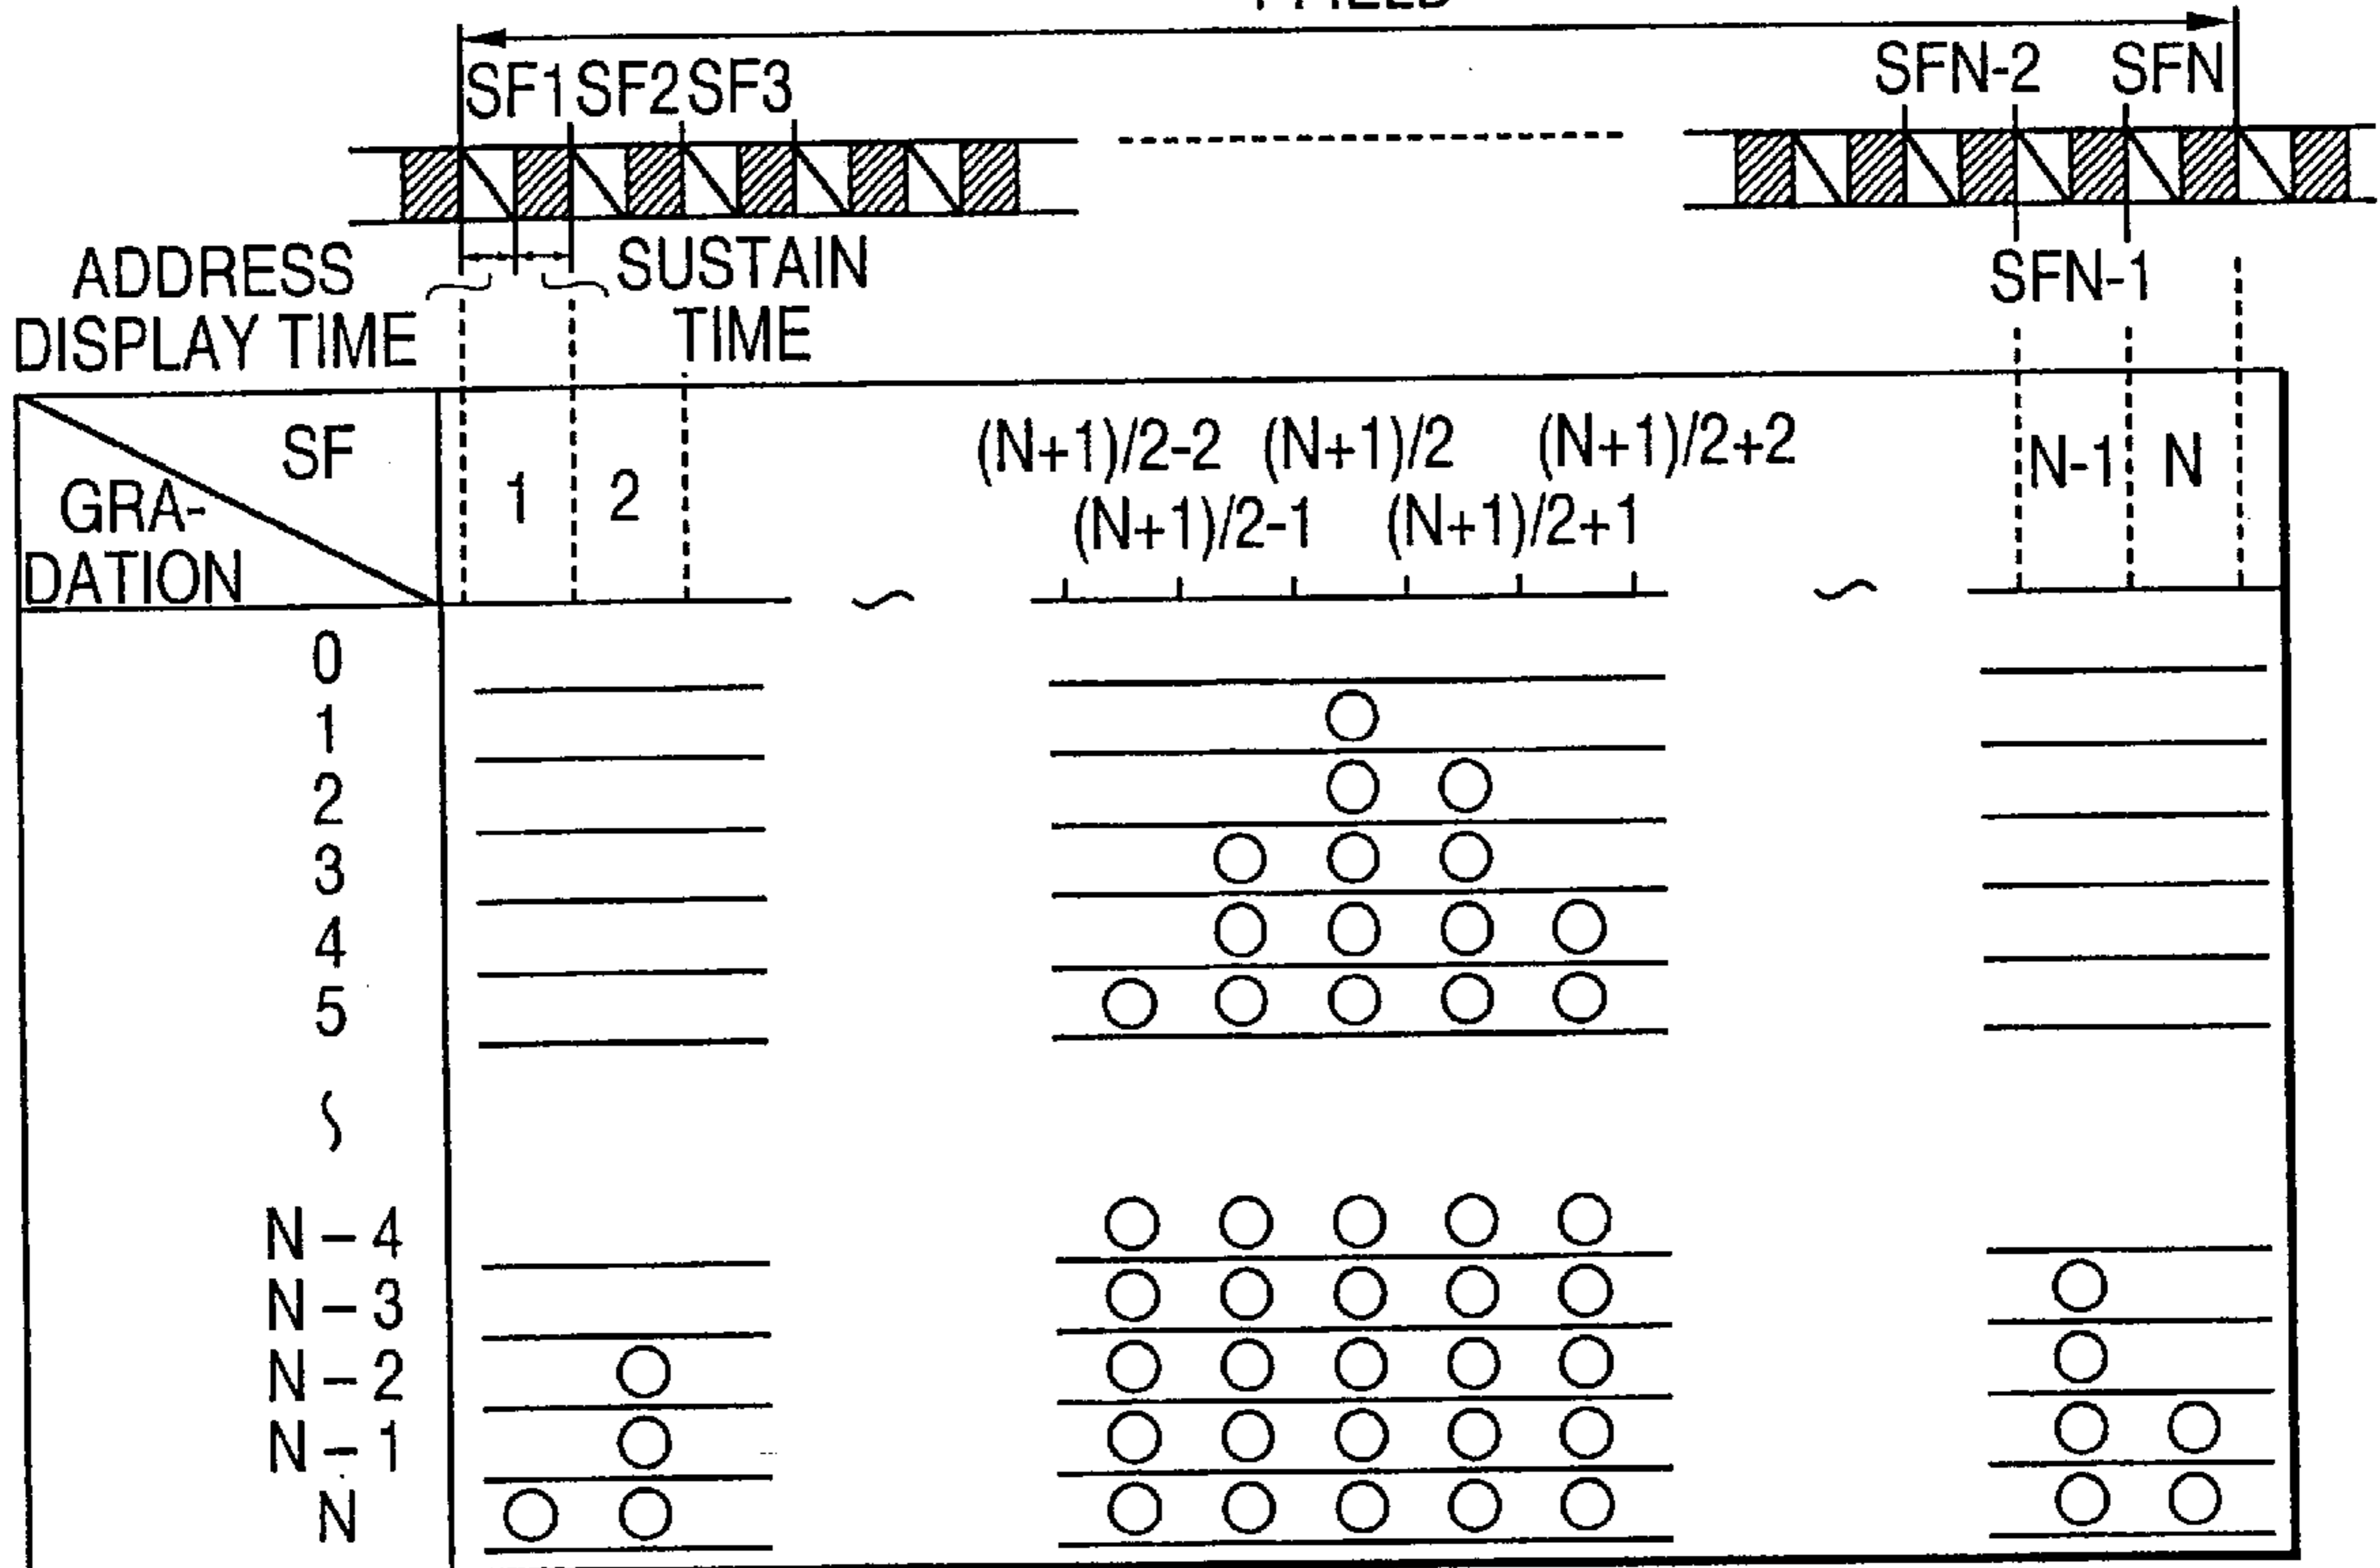 SF1 SF2 SF3
SFN-2 SFN
ADDRESS
DISPLAY TIME
SUSTAIN
TIME
SFN-1
SF
GRA-
DATION
1 2
(N+1)/2-2 (N+1)/2 (N+1)/2+2
(N+1)/2-1 (N+1)/2+1
N-1 N
0
1
2
3
4
5
N-4
N-3
N-2
N-1
N